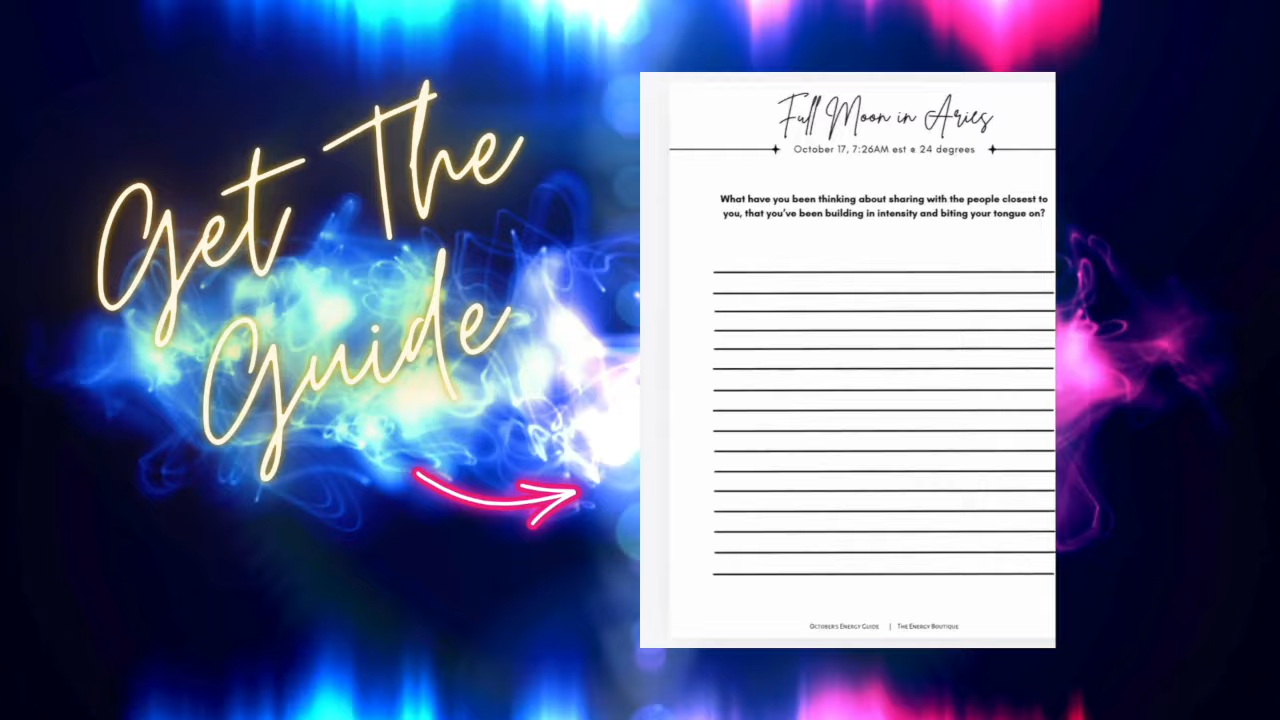 Get The
Guide
Full Moon in Aries
October 17, 7:26AM est @ 24 degrees
What have you been thinking about sharing with the people closest to
you, that you've been building in intensity and biting your tongue on?
October's Energy Guide | The Energy Boutique